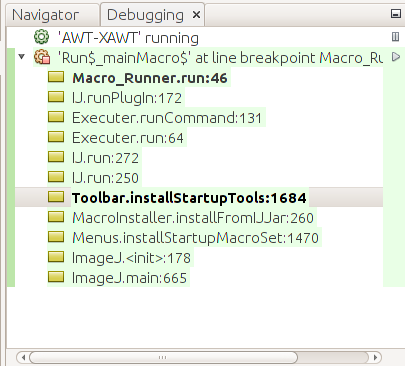 Navigator
Debugging ×
'AWT-XAWT' running
'Run$_mainMacro$' at line breakpoint Macro_Ru
Macro_Runner.run:46
IJ.runPlugIn:172
Executer.runCommand:131
Executer.run:64
IJ.run:272
IJ.run:250
Toolbar.installStartupTools:1684
MacroInstaller.installFromIJJar:260
Menus.installStartupMacroSet:1470
ImageJ.<init>:178
ImageJ.main:665